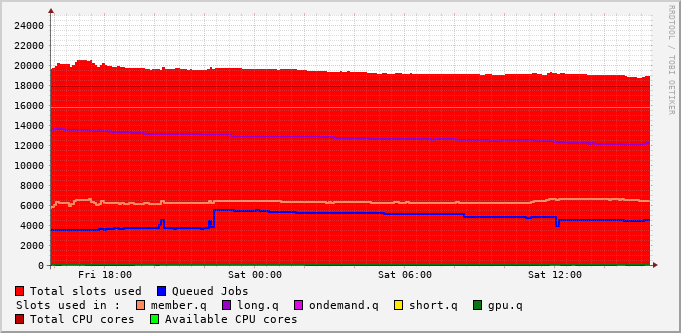 RRDTOOL / TOBI OETIKER
24000
22000
20000
18000
16000
14000
12000
10000
8000
6000
4000
2000
0
Fri 18:00 Sat 00:00 Sat 06:00 Sat 12:00
Total slots used Queued Jobs
Slots used in : member.q long.q ondemand.q short.q gpu.q
Total CPU cores Available CPU cores